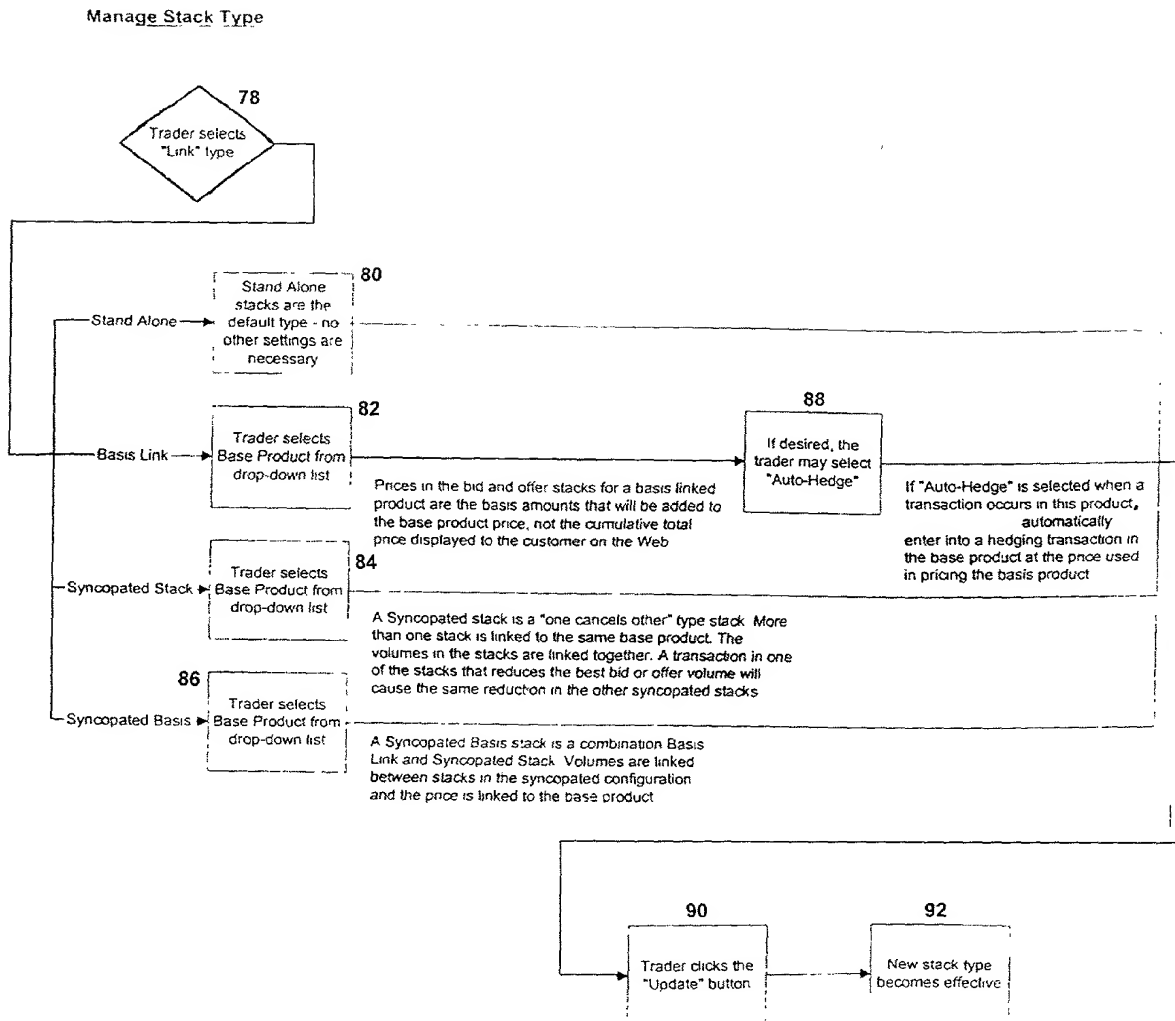 Manage Stack Type
78
Trader selects
"Link" type
80
Stand Alone
stacks are the
default type - no
other settings are
necessary
Stand Alone
82
Trader selects
Base Product from
drop-down list
Basis Link
88
If desired, the
trader may select
"Auto-Hedge"
Prices in the bid and offer stacks for a basis linked
product are the basis amounts that will be added to
the base product price, not the cumulative total
price displayed to the customer on the Web
If "Auto-Hedge" is selected when a
transaction occurs in this product,
automatically
enter into a hedging transaction in
the base product at the price used
in pricing the basis product
84
Trader selects
Base Product from
drop-down list
Syncopated Stack
A Syncopated stack is a "one cancels other" type stack More
than one stack is linked to the same base product. The
volumes in the stacks are linked together. A transaction in one
of the stacks that reduces the best bid or offer volume will
cause the same reduction in the other syncopated stacks
86
Trader selects
Base Product from
drop-down list
Syncopated Basis
A Syncopated Basis stack is a combination Basis
Link and Syncopated Stack Volumes are linked
between stacks in the syncopated configuration
and the price is linked to the base product
90
Trader clicks the
"Update" button
92
New stack type
becomes effective